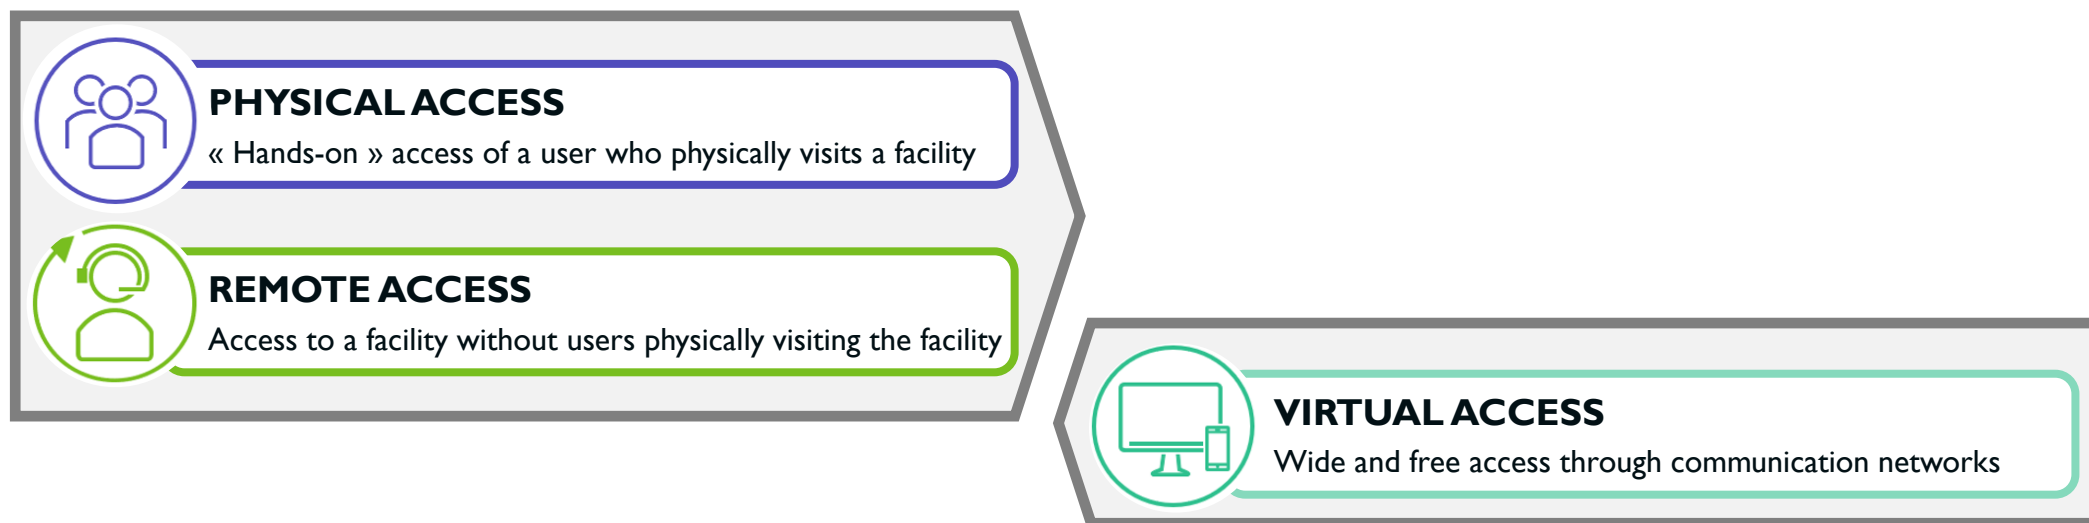 PHYSICAL ACCESS
« Hands-on » access of a user who physically visits a facility
REMOTE ACCESS
Access to a facility without users physically visiting the facility
VIRTUAL ACCESS
Wide and free access through communication networks